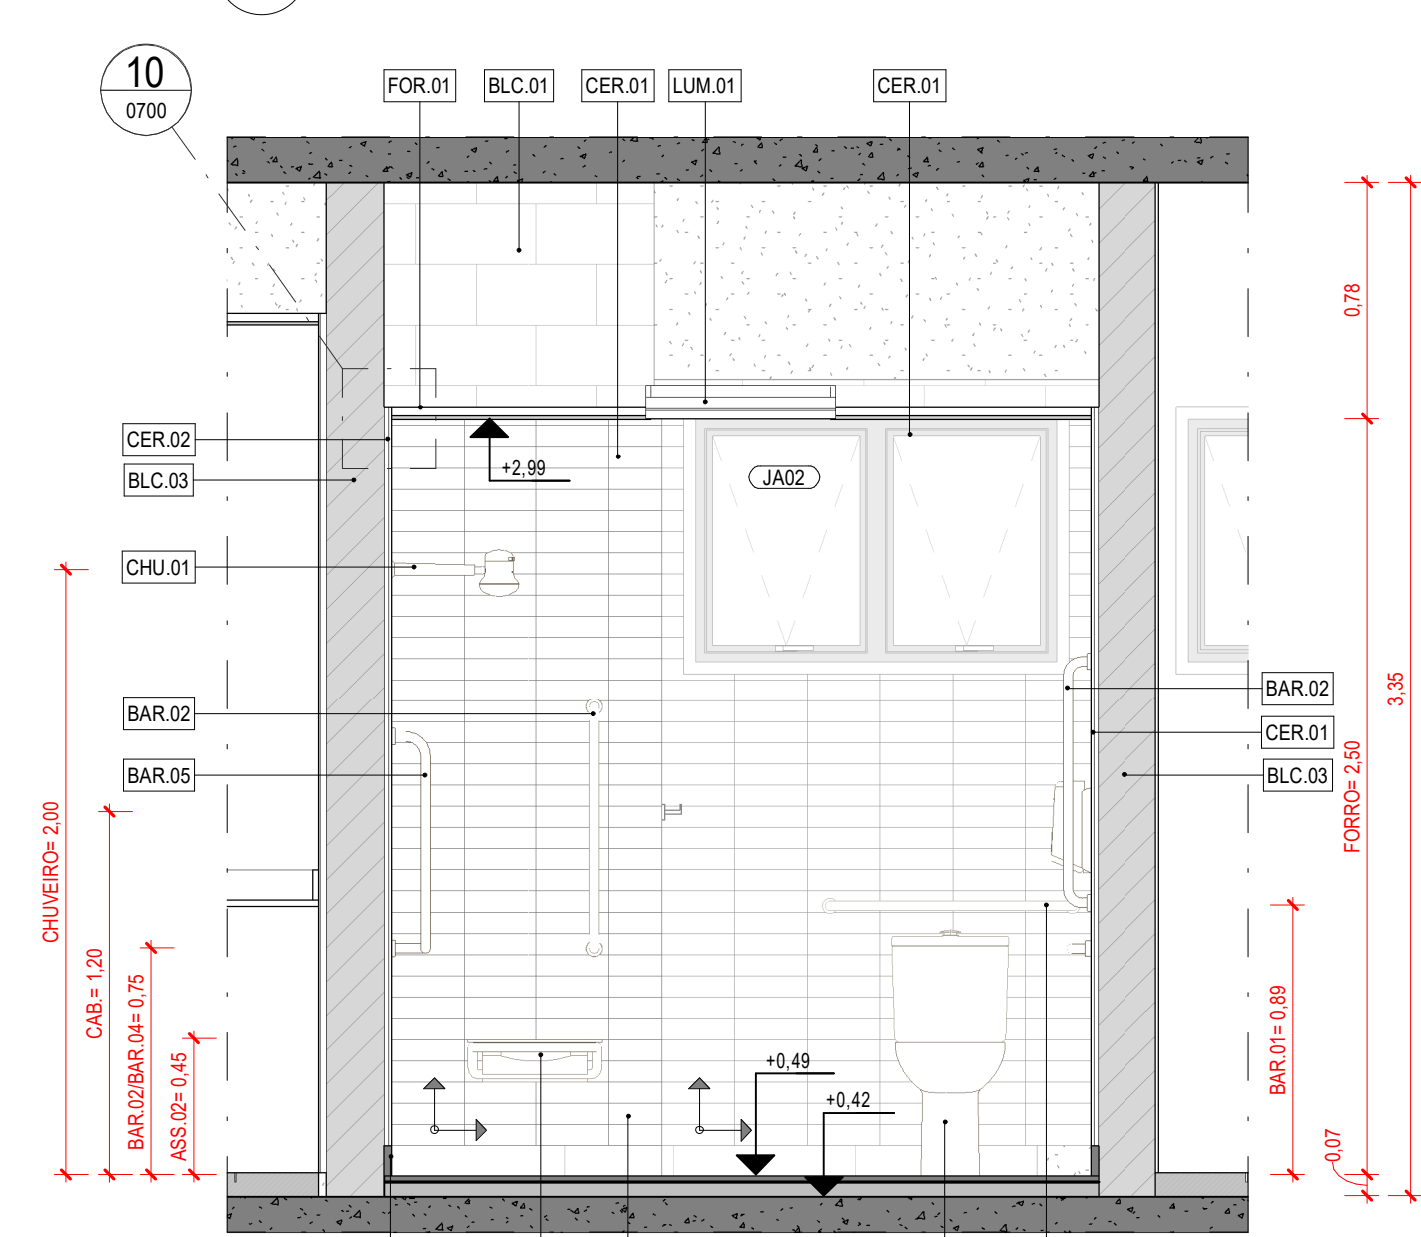 10
0700
FOR.01
BLC.01
CER.01
LUM.01
CER.01
0,78
CER.02
+2,99
JA02
BLC.03
CHU.01
BAR.02
3,35
BAR.02
CER.01
BAR.05
BLC.03
FORRO= 2,50
CHUVEIRO= 2,00
CAB.= 1,20
BAR.02/BAR.04= 0,75
ASS.02= 0,45
BAR.01= 0,89
+0,49
+0,42
0,07